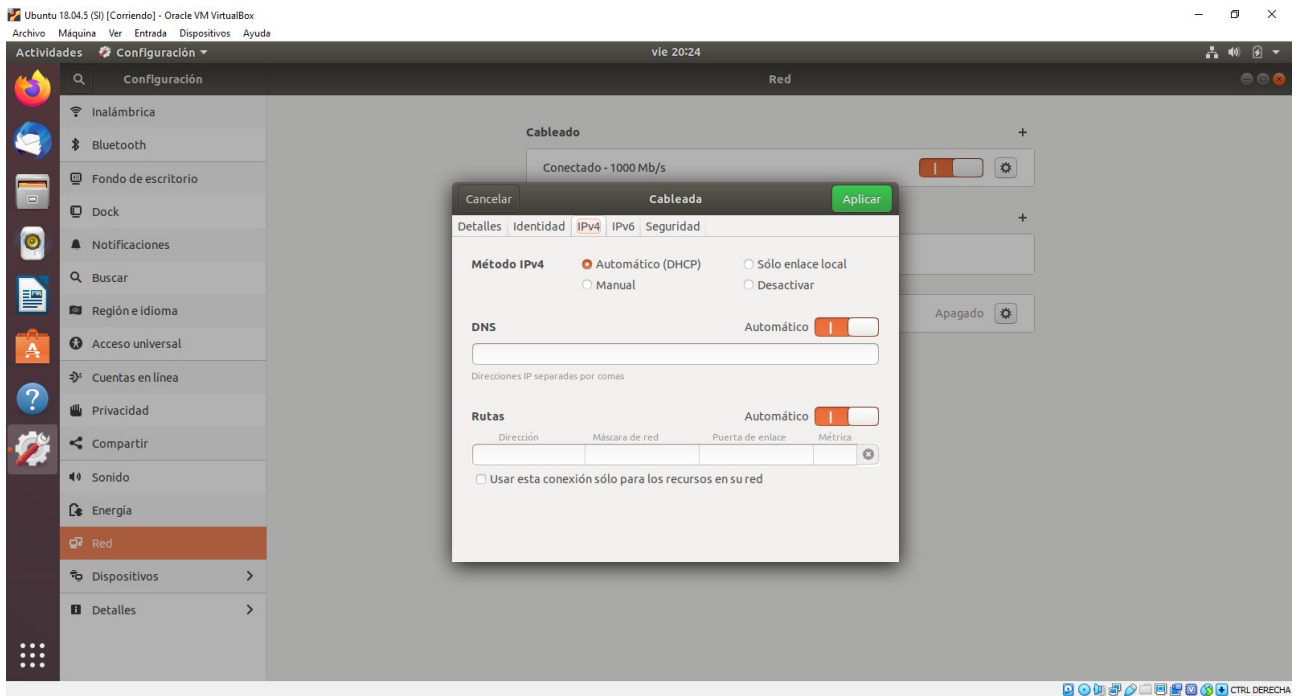 Ubuntu 18.04.5 (SI) [Corriendo] - Oracle VM VirtualBox
Archivo Máquina Ver Entrada Dispositivos Ayuda
Actividades Configuración vie 20:24
Configuración Red
Inalámbrica
Bluetooth
Fondo de escritorio
Dock
Notificaciones
Buscar
Región e idioma
Acceso universal
Cuentas en línea
Privacidad
Compartir
Sonido
Energía
Red
Dispositivos
Detalles
Cableado
Conectado - 1000 Mb/s
Apagado
Cancelar Cableada Aplicar
Detalles Identidad IPv4 IPv6 Seguridad
Método IPv4 Automático (DHCP) Sólo enlace local
Manual Desactivar
DNS Automático
Direcciones IP separadas por comas
Rutas Automático
Dirección Máscara de red Puerta de enlace Métrica
Usar esta conexión sólo para los recursos en su red
CTRL DERECHA